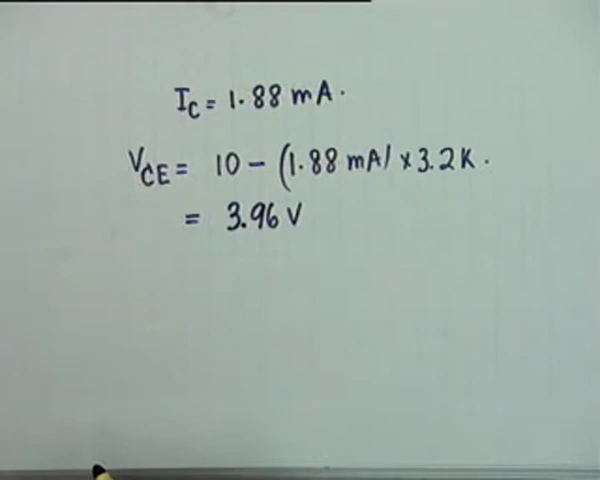 IC = 1.88 mA.
VCE = 10 - (1.88 mA) × 3.2K.
= 3.96 V